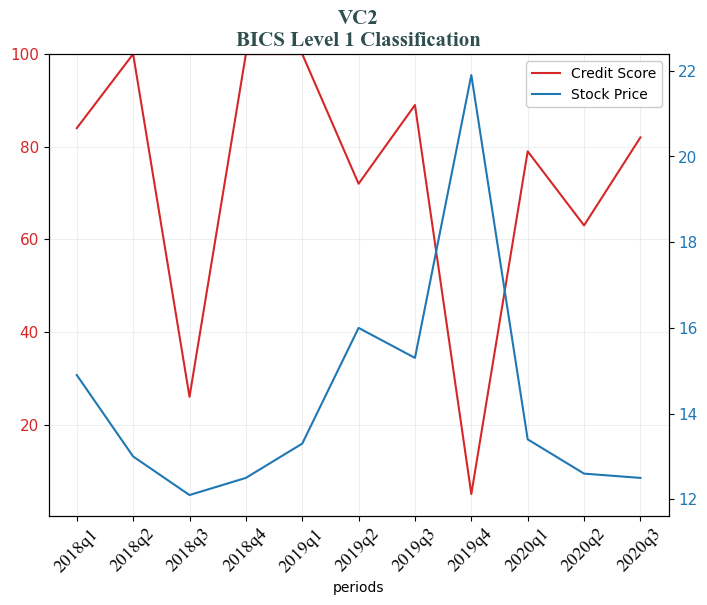 VC2
BICS Level 1 Classification
100
80
60
40
20
22
20
18
16
14
12
Credit Score
Stock Price
2018q1
2018q2
2018q3
2018q4
2019q1
2019q2
2019q3
2019q4
2020q1
2020q2
2020q3
periods